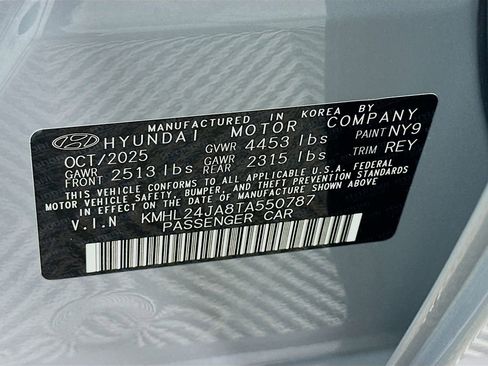 MANUFACTURED IN KOREA BY
HYUNDAI MOTOR COMPANY
OCT/2025 GVWR 4453 lbs PAINT NY9
GAWR FRONT 2513 lbs GAWR REAR 2315 lbs TRIM REY
THIS VEHICLE CONFORMS TO ALL APPLICABLE U.S.A. FEDERAL
MOTOR VEHICLE SAFETY, BUMPER, AND THEFT PREVENTION
STANDARDS IN EFFECT ON THE DATE OF MANUFACTURE SHOWN ABOVE.
V.I.N KMHL24JA8TA550787
PASSENGER CAR